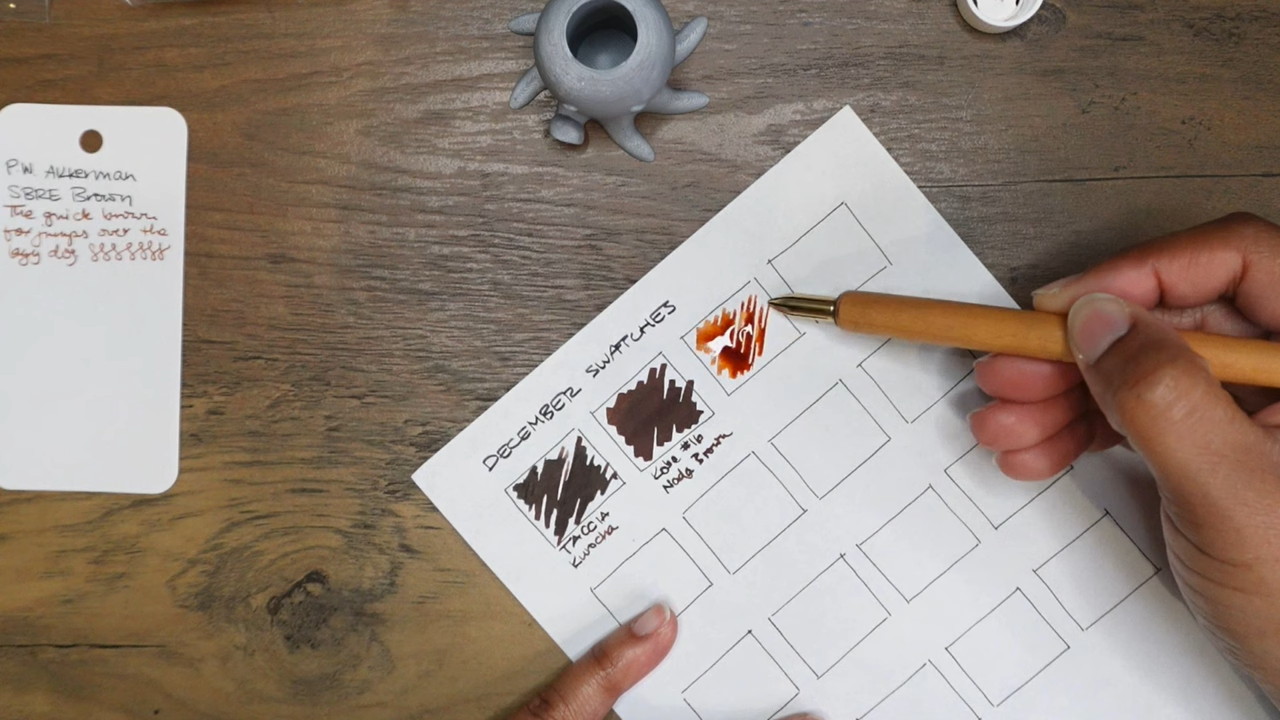 P.W. Akkerman
SBRE Brown
The quick brown
fox jumps over the
lazy dog
DECEMBER SWATCHES
TACCIA
Kurocha
Kobe #16
Noda Brown